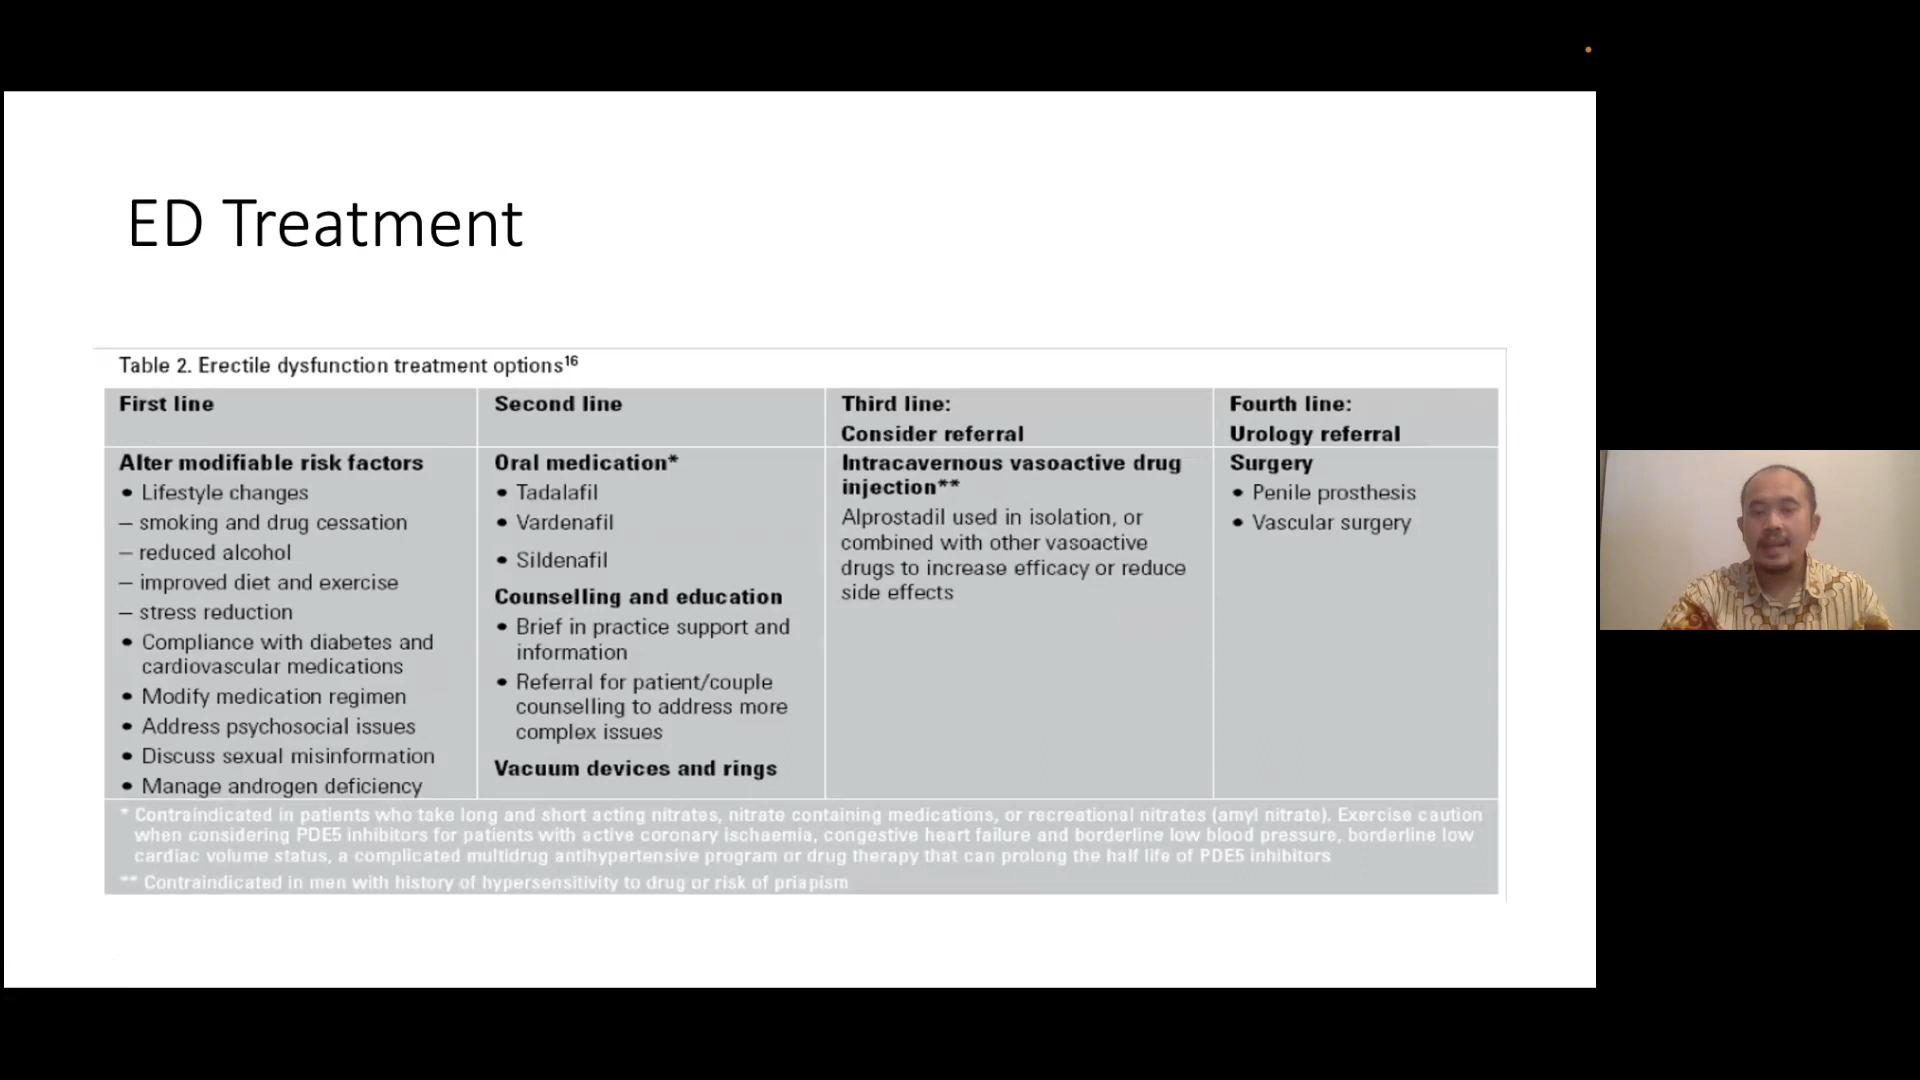 ED Treatment
Table 2. Erectile dysfunction treatment options16
First line
Second line
Third line:
Consider referral
Fourth line:
Urology referral
Alter modifiable risk factors
• Lifestyle changes
– smoking and drug cessation
– reduced alcohol
– improved diet and exercise
– stress reduction
• Compliance with diabetes and
cardiovascular medications
• Modify medication regimen
• Address psychosocial issues
• Discuss sexual misinformation
• Manage androgen deficiency
Oral medication*
• Tadalafil
• Vardenafil
• Sildenafil
Counselling and education
• Brief in practice support and
information
• Referral for patient/couple
counselling to address more
complex issues
Vacuum devices and rings
Intracavernous vasoactive drug
injection**
Alprostadil used in isolation, or
combined with other vasoactive
drugs to increase efficacy or reduce
side effects
Surgery
• Penile prosthesis
• Vascular surgery
* Contraindicated in patients who take long and short acting nitrates, nitrate containing medications, or recreational nitrates (amyl nitrate). Exercise caution
when considering PDE5 inhibitors for patients with active coronary ischaemia, congestive heart failure and borderline low blood pressure, borderline low
cardiac volume status, a complicated multidrug antihypertensive program or drug therapy that can prolong the half life of PDE5 inhibitors
** Contraindicated in men with history of hypersensitivity to drug or risk of priapism